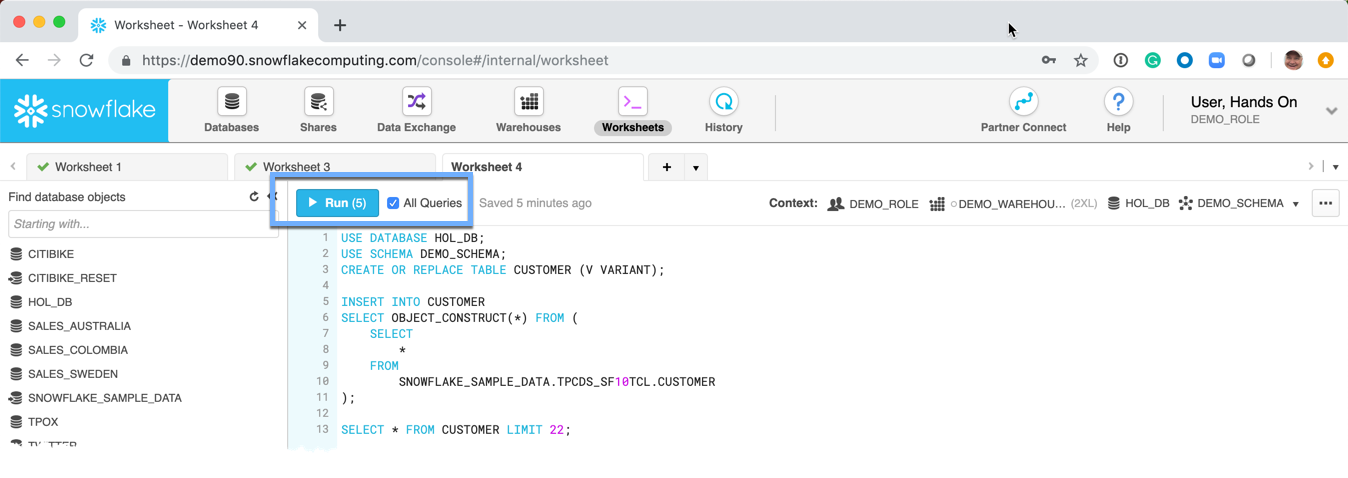 Worksheet - Worksheet 4
https://demo90.snowflakecomputing.com/console#/internal/worksheet
snowflake
Databases
Shares
Data Exchange
Warehouses
Worksheets
History
Partner Connect
Help
User, Hands On
DEMO_ROLE
Worksheet 1
Worksheet 3
Worksheet 4
Find database objects
Starting with...
CITIBIKE
CITIBIKE_RESET
HOL_DB
SALES_AUSTRALIA
SALES_COLOMBIA
SALES_SWEDEN
SNOWFLAKE_SAMPLE_DATA
TPOX
Run (5) All Queries Saved 5 minutes ago
Context: DEMO_ROLE DEMO_WAREHOU... (2XL) HOL_DB DEMO_SCHEMA
1 USE DATABASE HOL_DB;
2 USE SCHEMA DEMO_SCHEMA;
3 CREATE OR REPLACE TABLE CUSTOMER (V VARIANT);
4
5 INSERT INTO CUSTOMER
6 SELECT OBJECT_CONSTRUCT(*) FROM (
7 SELECT
8 *
9 FROM
10 SNOWFLAKE_SAMPLE_DATA.TPCDS_SF10TCL.CUSTOMER
11 );
12
13 SELECT * FROM CUSTOMER LIMIT 22;